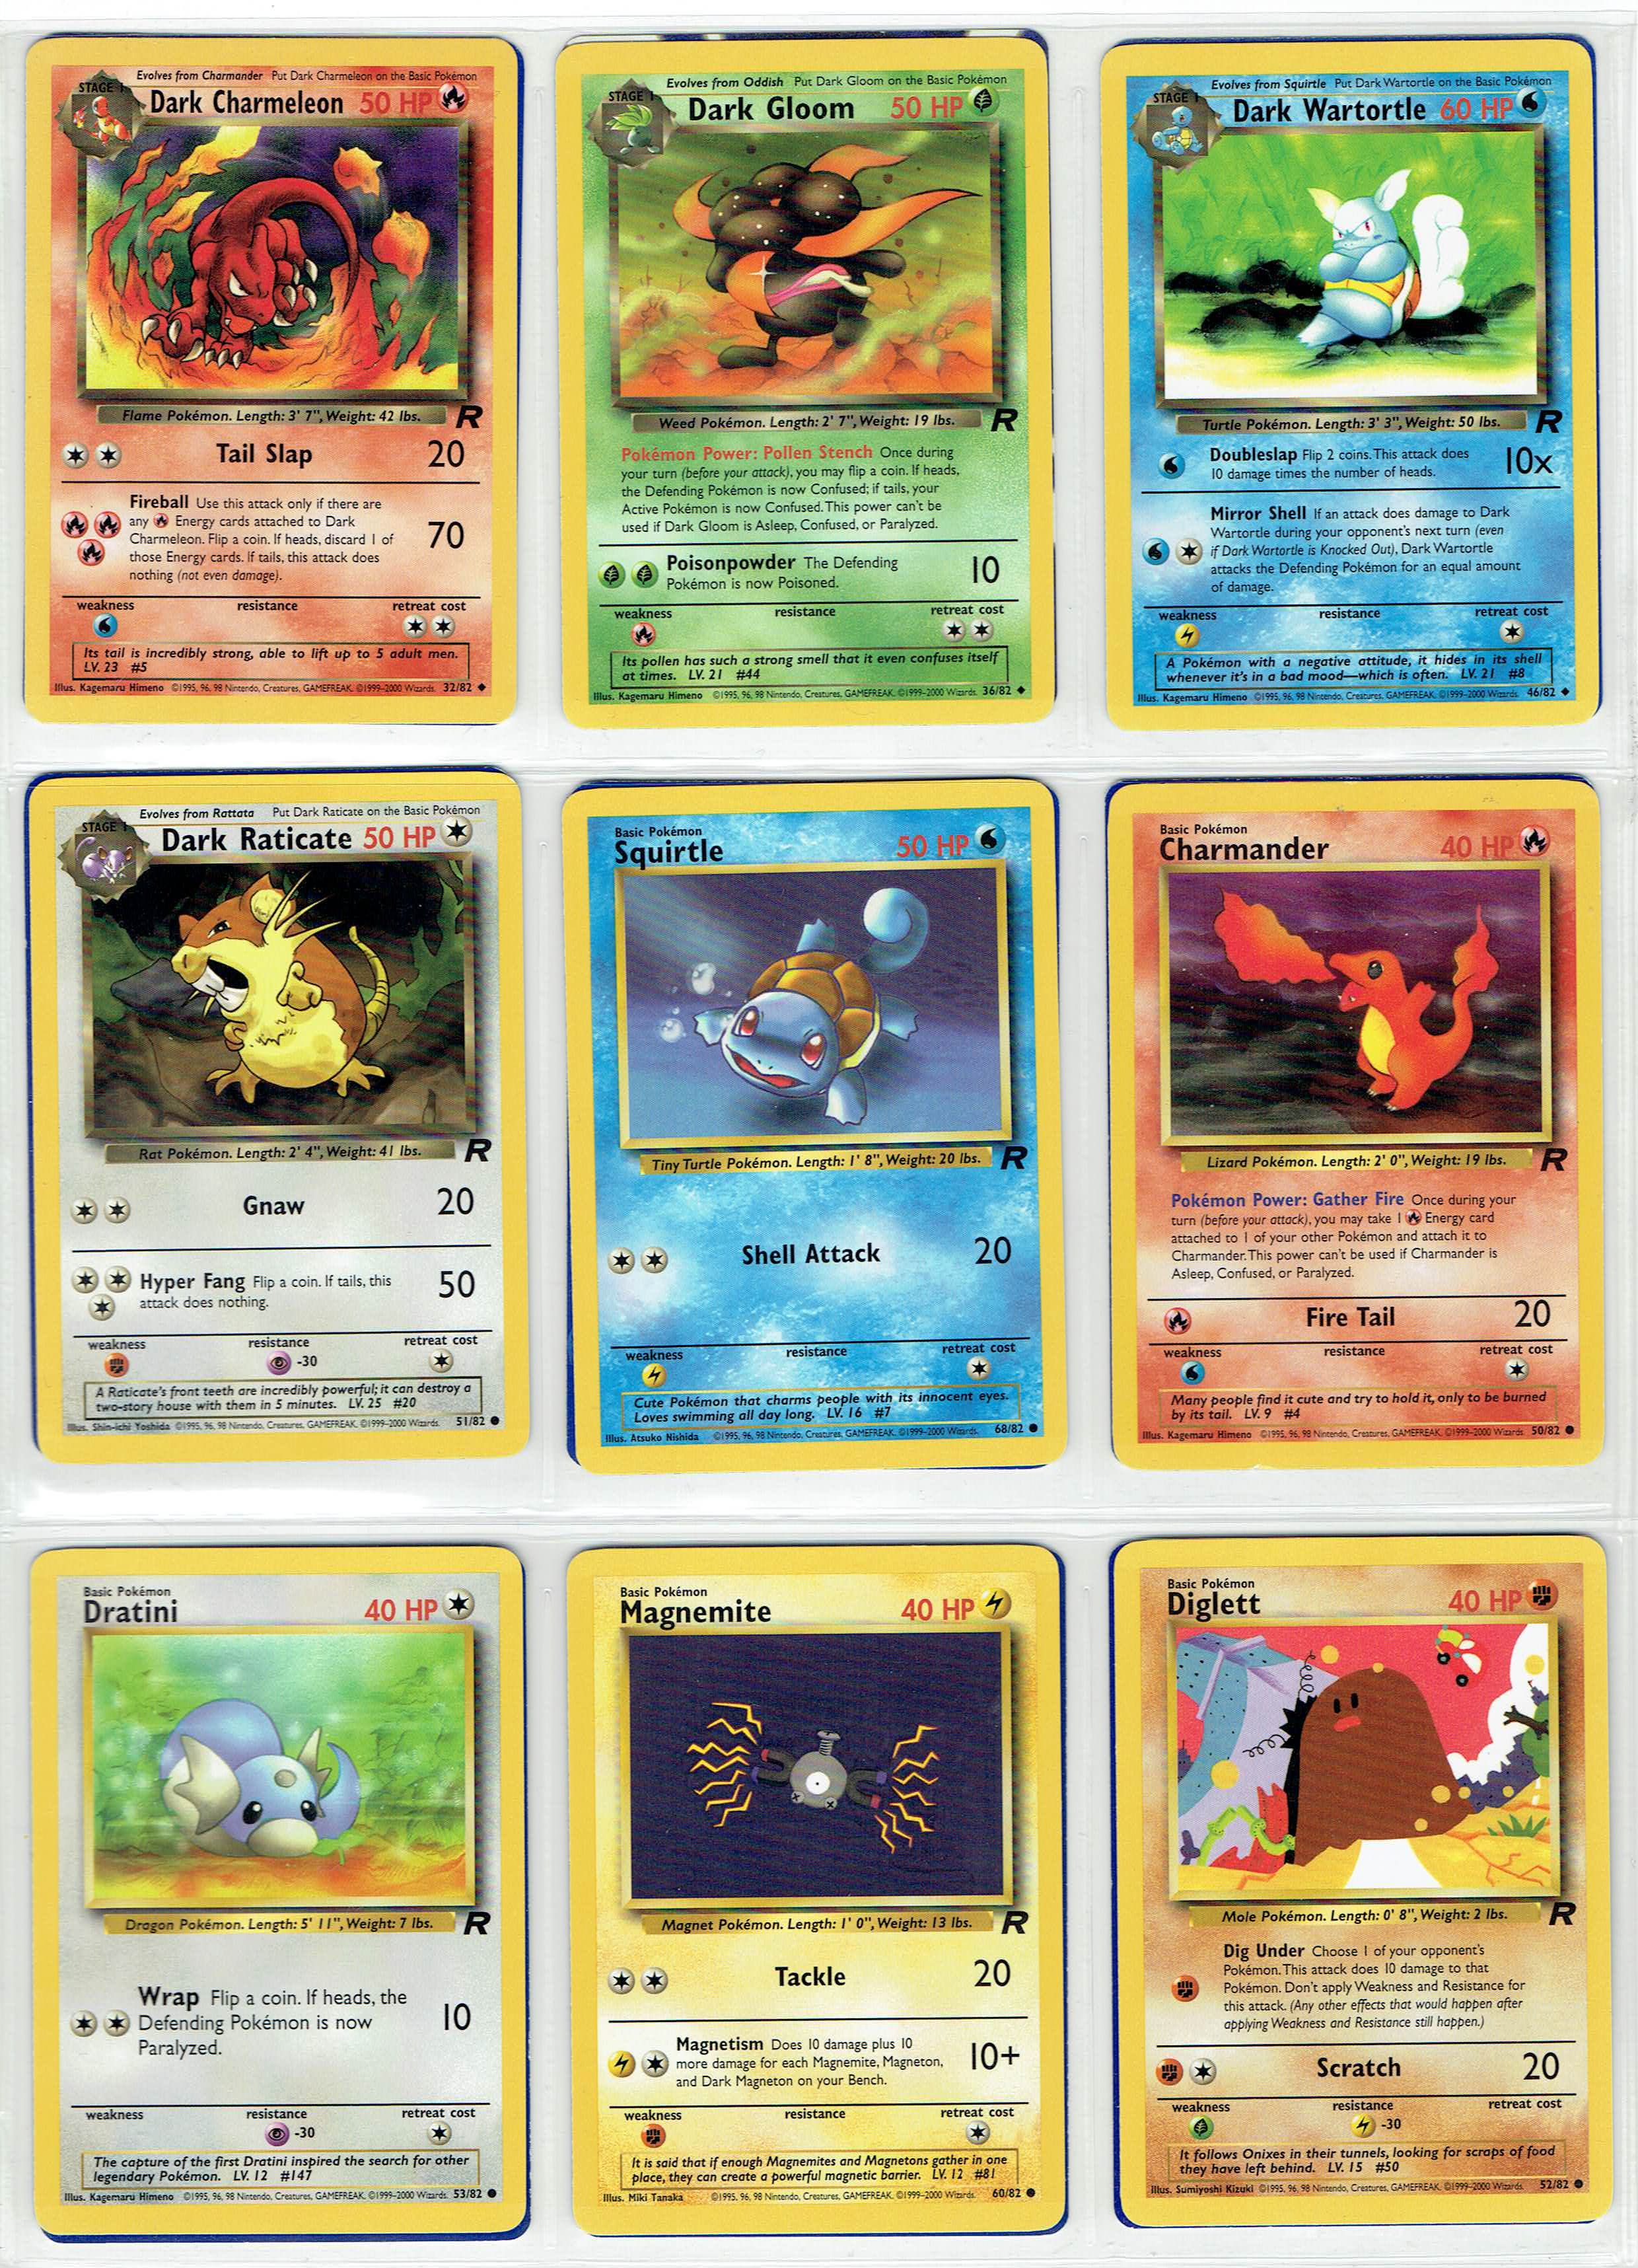 Evolves from Charmander Put Dark Charmeleon on the Basic Pokémon
STAGE 1
Dark Charmeleon 50 HP
Flame Pokémon. Length: 3' 7", Weight: 42 lbs.
R
Tail Slap 20
Fireball Use this attack only if there are
any Energy cards attached to Dark
Charmeleon. Flip a coin. If heads, discard 1 of
those Energy cards. If tails, this attack does
nothing (not even damage).
70
weakness resistance retreat cost
Its tail is incredibly strong, able to lift up to 5 adult men.
LV. 23 #5
Illus. Kagemaru Himeno ©1995, 96, 98 Nintendo, Creatures, GAMEFREAK. ©1999-2000 Wizards. 32/82
Evolves from Oddish Put Dark Gloom on the Basic Pokémon
STAGE 1
Dark Gloom 50 HP
Weed Pokémon. Length: 2' 7", Weight: 19 lbs.
R
Pokémon Power: Pollen Stench Once during
your turn (before your attack), you may flip a coin. If heads,
the Defending Pokémon is now Confused; if tails, your
Active Pokémon is now Confused. This power can't be
used if Dark Gloom is Asleep, Confused, or Paralyzed.
Poisonpowder The Defending
Pokémon is now Poisoned.
10
weakness resistance retreat cost
Its pollen has such a strong smell that it even confuses itself
at times. LV. 21 #44
Illus. Kagemaru Himeno ©1995, 96, 98 Nintendo, Creatures, GAMEFREAK. ©1999-2000 Wizards. 36/82
Evolves from Squirtle Put Dark Wartortle on the Basic Pokémon
STAGE 1
Dark Wartortle 60 HP
Turtle Pokémon. Length: 3' 3", Weight: 50 lbs.
R
Doubleslap Flip 2 coins. This attack does
10 damage times the number of heads.
10x
Mirror Shell If an attack does damage to Dark
Wartortle during your opponent's next turn (even
if Dark Wartortle is Knocked Out), Dark Wartortle
attacks the Defending Pokémon for an equal amount
of damage.
weakness resistance retreat cost
A Pokémon with a negative attitude, it hides in its shell
whenever it's in a bad mood—which is often. LV. 21 #8
Illus. Kagemaru Himeno ©1995, 96, 98 Nintendo, Creatures, GAMEFREAK. ©1999-2000 Wizards. 46/82
Evolves from Rattata Put Dark Raticate on the Basic Pokémon
STAGE 1
Dark Raticate 50 HP
Rat Pokémon. Length: 2' 4", Weight: 41 lbs.
R
Gnaw 20
Hyper Fang Flip a coin. If tails, this
attack does nothing.
50
weakness resistance retreat cost
-30
A Raticate's front teeth are incredibly powerful; it can destroy a
two-story house with them in 5 minutes. LV. 25 #20
Illus. Shin-ichi Yoshida ©1995, 96, 98 Nintendo, Creatures, GAMEFREAK. ©1999-2000 Wizards. 51/82
Basic Pokémon
Squirtle 50 HP
Tiny Turtle Pokémon. Length: 1' 8", Weight: 20 lbs.
R
Shell Attack 20
weakness resistance retreat cost
Cute Pokémon that charms people with its innocent eyes.
Loves swimming all day long. LV. 16 #7
Illus. Atsuko Nishida ©1995, 96, 98 Nintendo, Creatures, GAMEFREAK. ©1999-2000 Wizards. 68/82
Basic Pokémon
Charmander 40 HP
Lizard Pokémon. Length: 2' 0", Weight: 19 lbs.
R
Pokémon Power: Gather Fire Once during your
turn (before your attack), you may take 1 Energy card
attached to 1 of your other Pokémon and attach it to
Charmander. This power can't be used if Charmander is
Asleep, Confused, or Paralyzed.
Fire Tail 20
weakness resistance retreat cost
Many people find it cute and try to hold it, only to be burned
by its tail. LV. 9 #4
Illus. Kagemaru Himeno ©1995, 96, 98 Nintendo, Creatures, GAMEFREAK. ©1999-2000 Wizards. 50/82
Basic Pokémon
Dratini 40 HP
Dragon Pokémon. Length: 5' 11", Weight: 7 lbs.
R
Wrap Flip a coin. If heads, the
Defending Pokémon is now
Paralyzed.
10
weakness resistance retreat cost
-30
The capture of the first Dratini inspired the search for other
legendary Pokémon. LV. 12 #147
Illus. Kagemaru Himeno ©1995, 96, 98 Nintendo, Creatures, GAMEFREAK. ©1999-2000 Wizards. 53/82
Basic Pokémon
Magnemite 40 HP
Magnet Pokémon. Length: 1' 0", Weight: 13 lbs.
R
Tackle 20
Magnetism Does 10 damage plus 10
more damage for each Magnemite, Magneton,
and Dark Magneton on your Bench.
10+
weakness resistance retreat cost
It is said that if enough Magnemites and Magnetons gather in one
place, they can create a powerful magnetic barrier. LV. 12 #81
Illus. Miki Tanaka ©1995, 96, 98 Nintendo, Creatures, GAMEFREAK. ©1999-2000 Wizards. 60/82
Basic Pokémon
Diglett 40 HP
Mole Pokémon. Length: 0' 8", Weight: 2 lbs.
R
Dig Under Choose 1 of your opponent's
Pokémon. This attack does 10 damage to that
Pokémon. Don't apply Weakness and Resistance for
this attack. (Any other effects that would happen after
applying Weakness and Resistance still happen.)
Scratch 20
weakness resistance retreat cost
-30
It follows Onixes in their tunnels, looking for scraps of food
they have left behind. LV. 15 #50
Illus. Sumiyoshi Kizuki ©1995, 96, 98 Nintendo, Creatures, GAMEFREAK. ©1999-2000 Wizards. 52/82